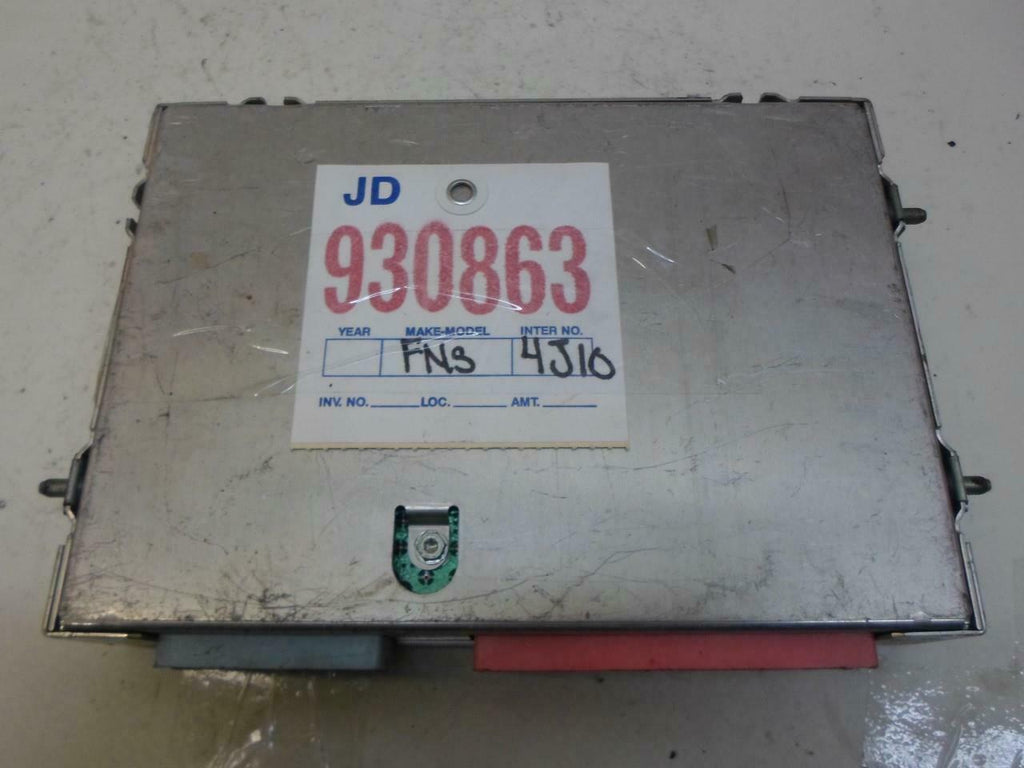 JD
930863
YEAR MAKE-MODEL INTER NO.
FNS 4J10
INV. NO. LOC. AMT.